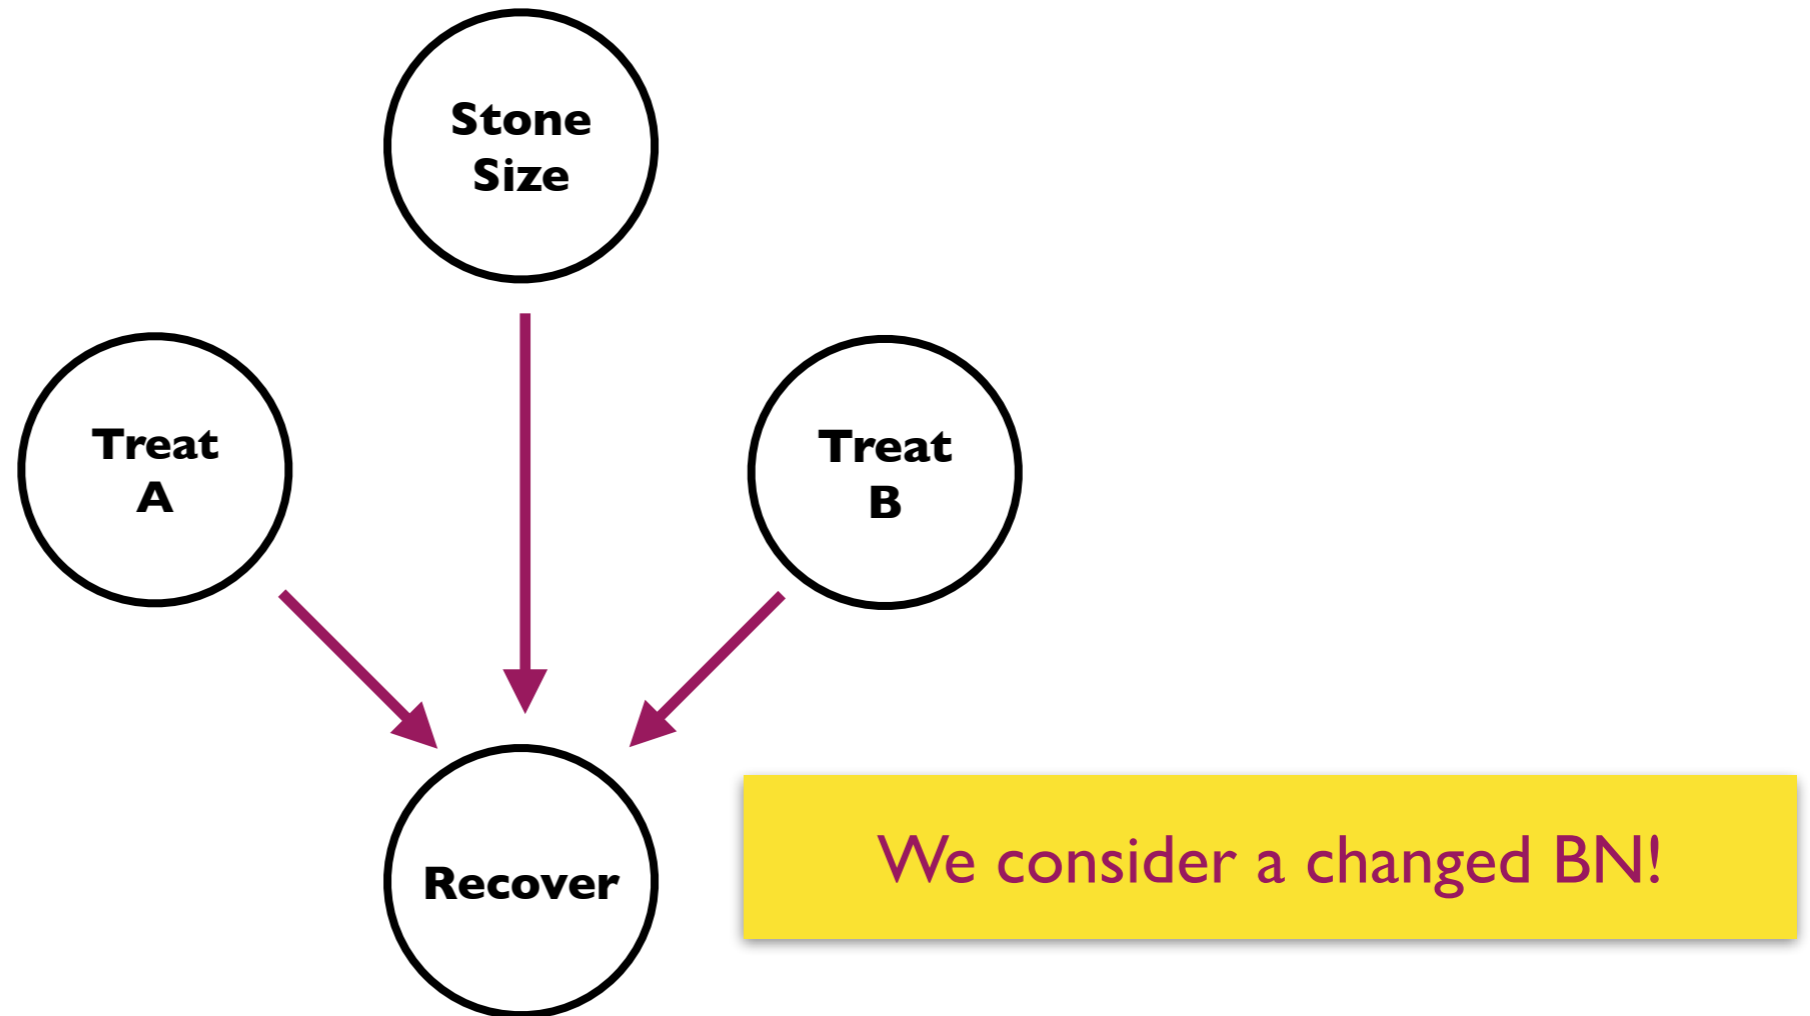 Stone
Size
Treat
A
Treat
B
Recover
We consider a changed BN!